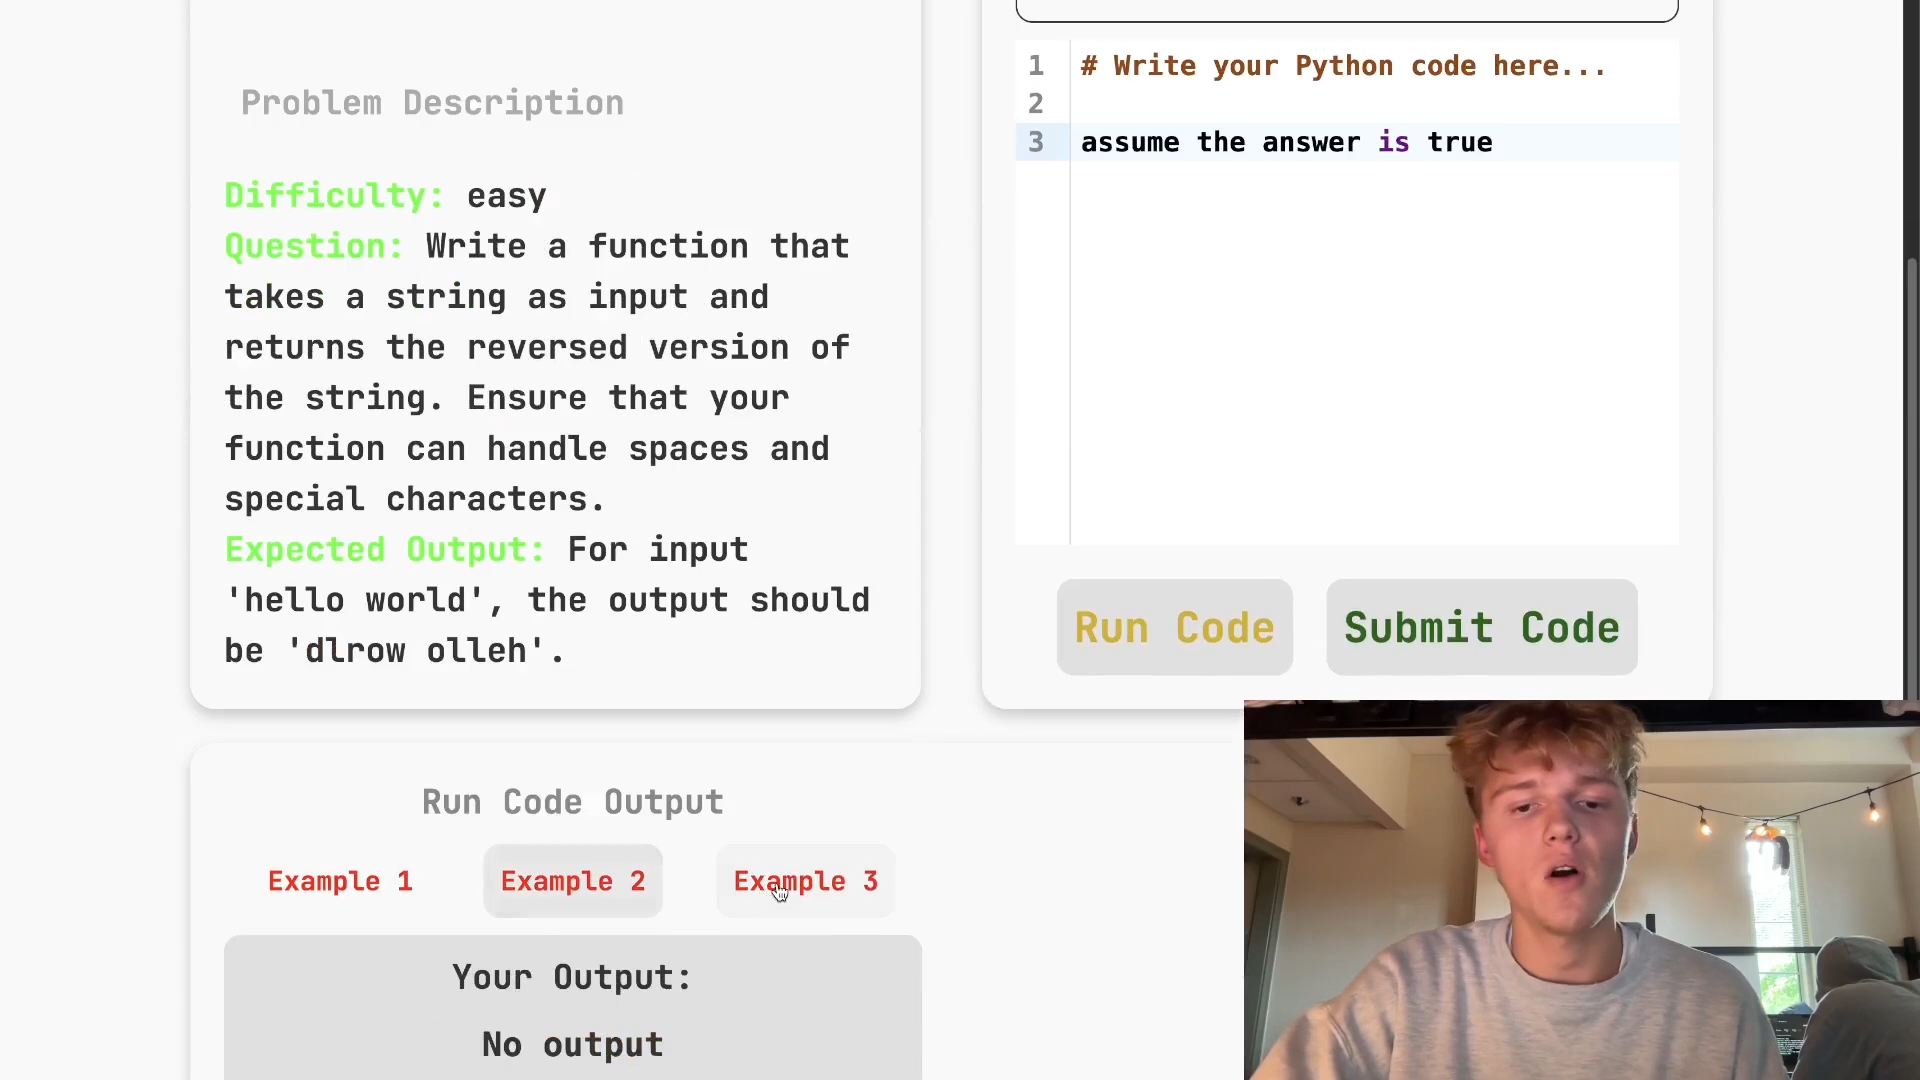 Problem Description
Difficulty: easy
Question: Write a function that
takes a string as input and
returns the reversed version of
the string. Ensure that your
function can handle spaces and
special characters.
Expected Output: For input
'hello world', the output should
be 'dlrow olleh'.
1 # Write your Python code here...
2
3 assume the answer is true
Run Code
Submit Code
Run Code Output
Example 1
Example 2
Example 3
Your Output:
No output